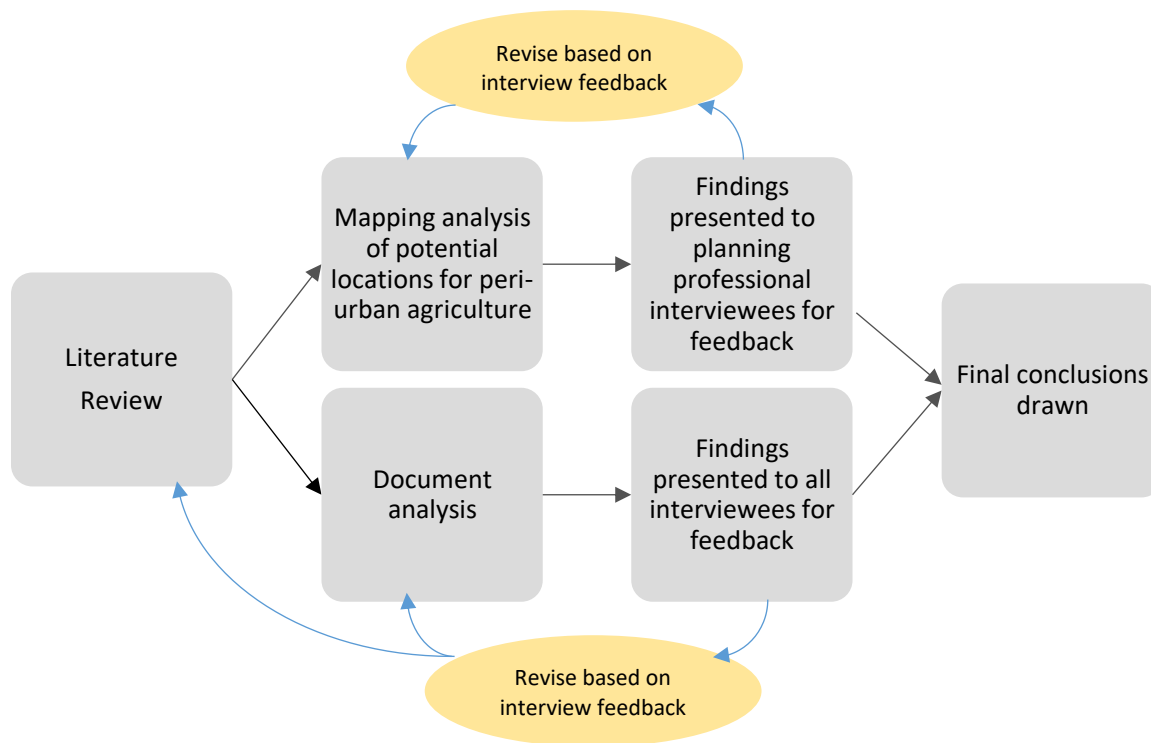 Revise based on
interview feedback
Mapping analysis
of potential
locations for peri-
urban agriculture
Findings
presented to
planning
professional
interviewees for
feedback
Literature
Review
Final conclusions
drawn
Document
analysis
Findings
presented to all
interviewees for
feedback
Revise based on
interview feedback